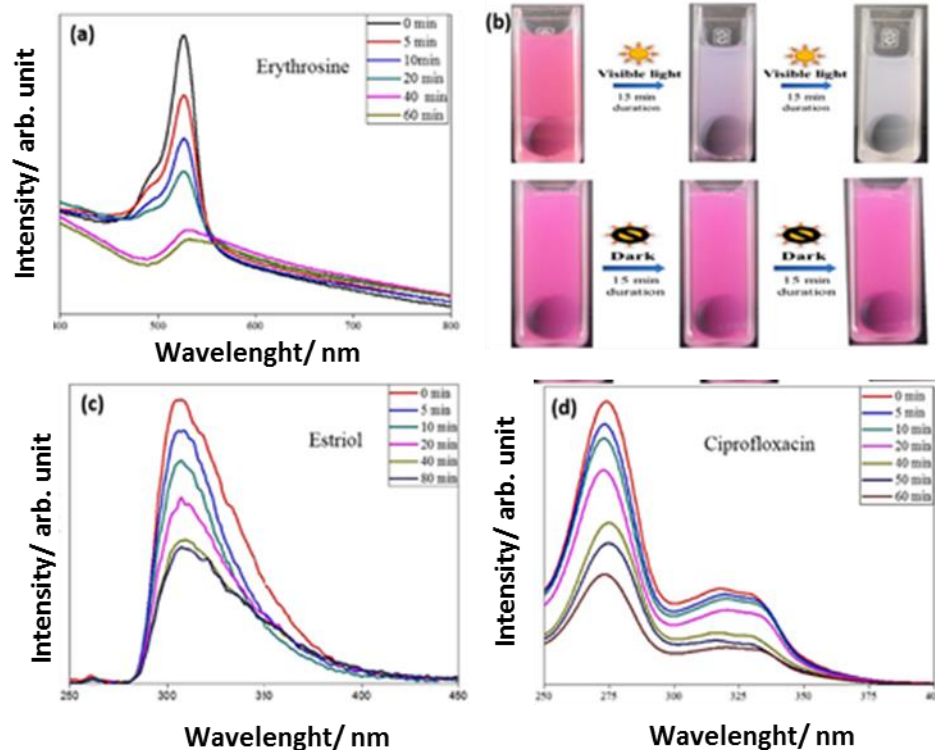 (a)
Erythrosine
0 min
5 min
10min
20 min
40 min
60 min
Intensity/ arb. unit
500
600
700
800
Wavelenght/ nm
(b)
Visible light
15 min
duration
Visible light
15 min
duration
Dark
15 min
duration
Dark
15 min
duration
(c)
Estriol
0 min
5 min
10 min
20 min
40 min
80 min
Intensity/ arb. unit
250
300
350
400
450
Wavelenght/ nm
(d)
Ciprofloxacin
0 min
5 min
10 min
20 min
40 min
50 min
60 min
Intensity/ arb. unit
250
275
300
325
350
375
Wavelenght/ nm